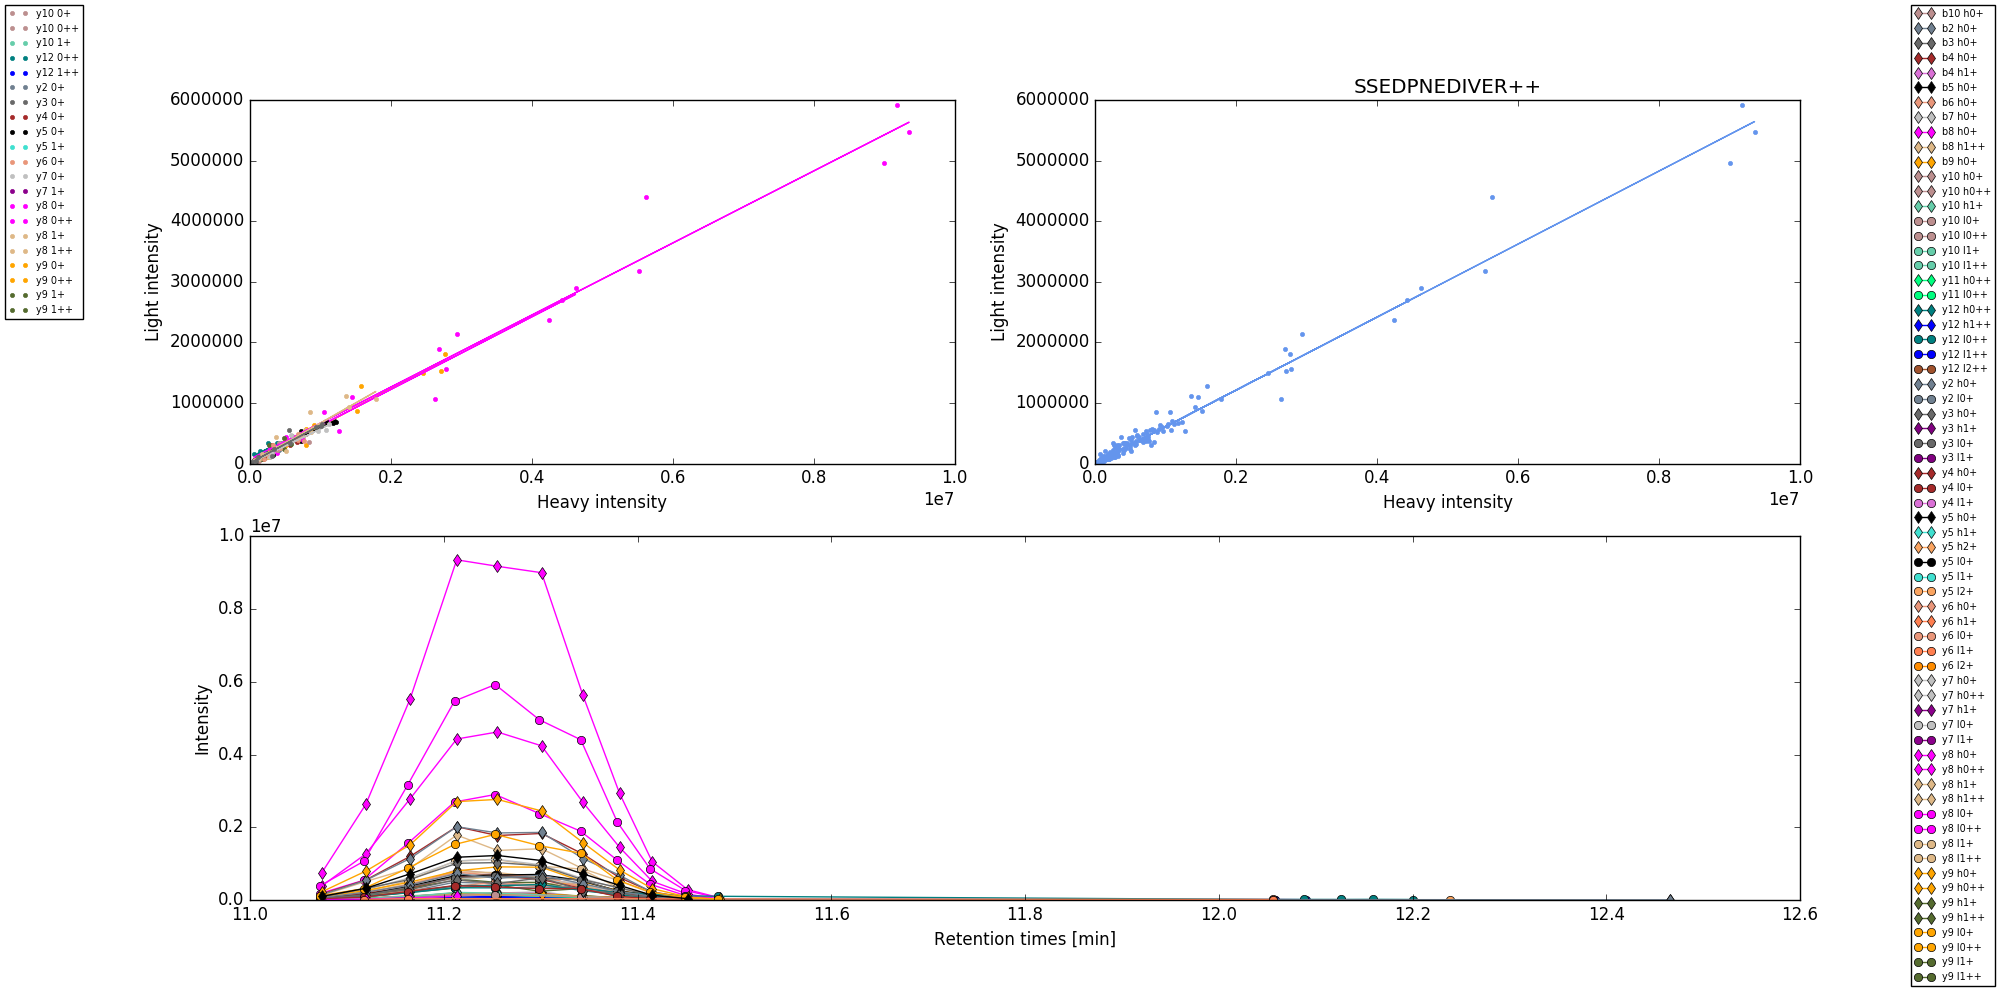 y10 0+
y10 0++
y10 1+
y12 0++
y12 1++
y2 0+
y3 0+
y4 0+
y5 0+
y5 1+
y6 0+
y7 0+
y7 1+
y8 0+
y8 0++
y8 1+
y8 1++
y9 0+
y9 0++
y9 1+
y9 1++
6000000
5000000
4000000
3000000
2000000
1000000
0
Light intensity
0.0 0.2 0.4 0.6 0.8 1.0
1e7
Heavy intensity
SSEDPNEDIVER++
6000000
5000000
4000000
3000000
2000000
1000000
0
Light intensity
0.0 0.2 0.4 0.6 0.8 1.0
1e7
Heavy intensity
1e7
1.0
0.8
0.6
0.4
0.2
0.0
Intensity
11.0 11.2 11.4 11.6 11.8 12.0 12.2 12.4 12.6
Retention times [min]
b10 h0+
b2 h0+
b3 h0+
b4 h0+
b4 h1+
b5 h0+
b6 h0+
b7 h0+
b8 h0+
b8 h1++
b9 h0+
y10 h0+
y10 h0++
y10 h1+
y10 l0+
y10 l0++
y10 l1+
y10 l1++
y11 h0++
y11 l0++
y12 h0++
y12 h1++
y12 l0++
y12 l1++
y12 l2++
y2 h0+
y2 l0+
y3 h0+
y3 h1+
y3 l0+
y3 l1+
y4 h0+
y4 l0+
y4 l1+
y5 h0+
y5 h1+
y5 h2+
y5 l0+
y5 l1+
y5 l2+
y6 h0+
y6 h1+
y6 l0+
y6 l1+
y6 l2+
y7 h0+
y7 h0++
y7 h1+
y7 l0+
y7 l1+
y8 h0+
y8 h0++
y8 h1+
y8 h1++
y8 l0+
y8 l0++
y8 l1+
y8 l1++
y9 h0+
y9 h0++
y9 h1+
y9 h1++
y9 l0+
y9 l0++
y9 l1+
y9 l1++